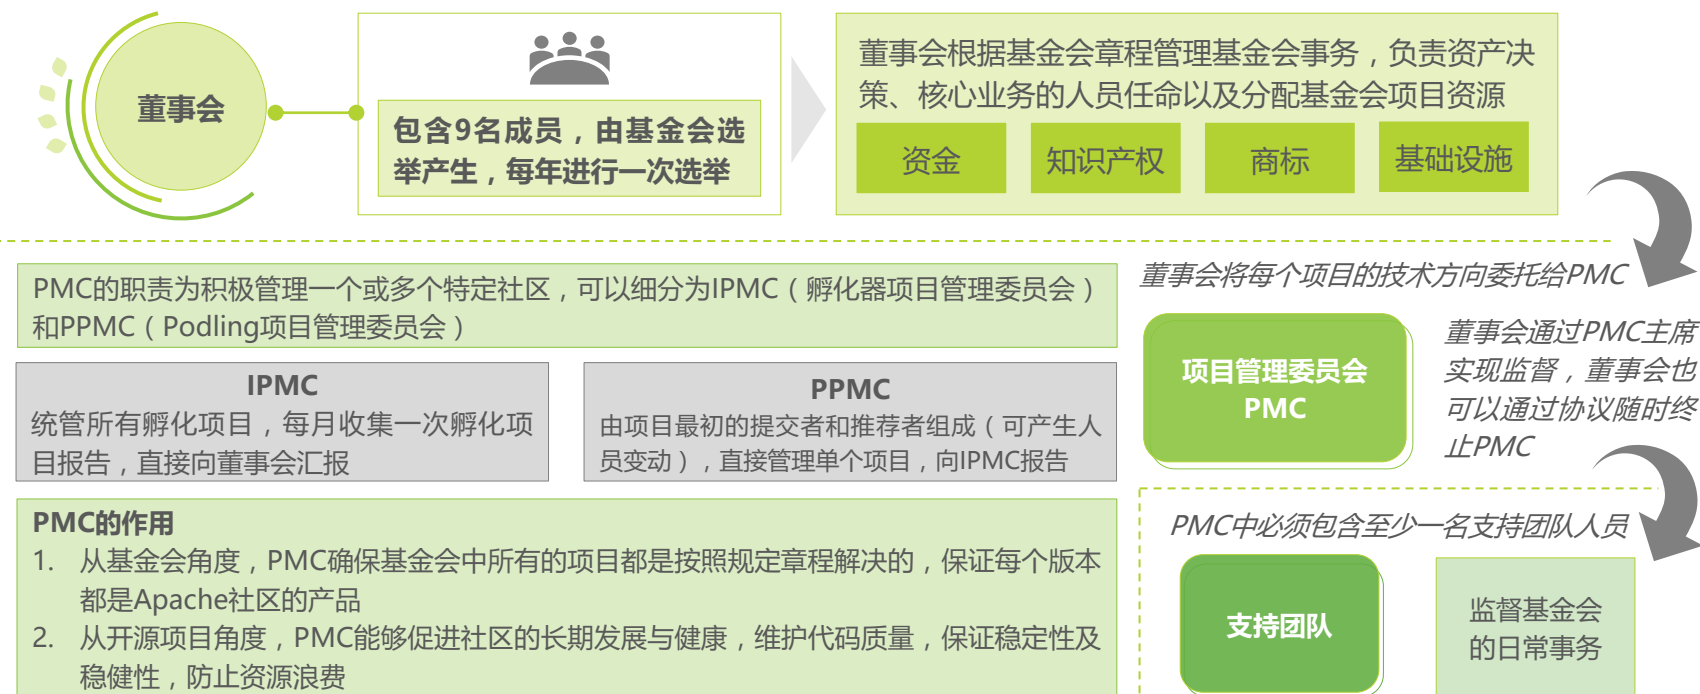 董事会
包含9名成员，由基金会选
举产生，每年进行一次选举
董事会根据基金会章程管理基金会事务，负责资产决
策、核心业务的人员任命以及分配基金会项目资源
资金
知识产权
商标
基础设施
董事会将每个项目的技术方向委托给PMC
项目管理委员会
PMC
董事会通过PMC主席
实现监督，董事会也
可以通过协议随时终
止PMC
PMC的职责为积极管理一个或多个特定社区，可以细分为IPMC（孵化器项目管理委员会）
和PPMC（Podling项目管理委员会）
IPMC
统管所有孵化项目，每月收集一次孵化项
目报告，直接向董事会汇报
PPMC
由项目最初的提交者和推荐者组成（可产生人
员变动），直接管理单个项目，向IPMC报告
PMC的作用
1. 从基金会角度，PMC确保基金会中所有的项目都是按照规定章程解决的，保证每个版本
都是Apache社区的产品
2. 从开源项目角度，PMC能够促进社区的长期发展与健康，维护代码质量，保证稳定性及
稳健性，防止资源浪费
PMC中必须包含至少一名支持团队人员
支持团队
监督基金会
的日常事务